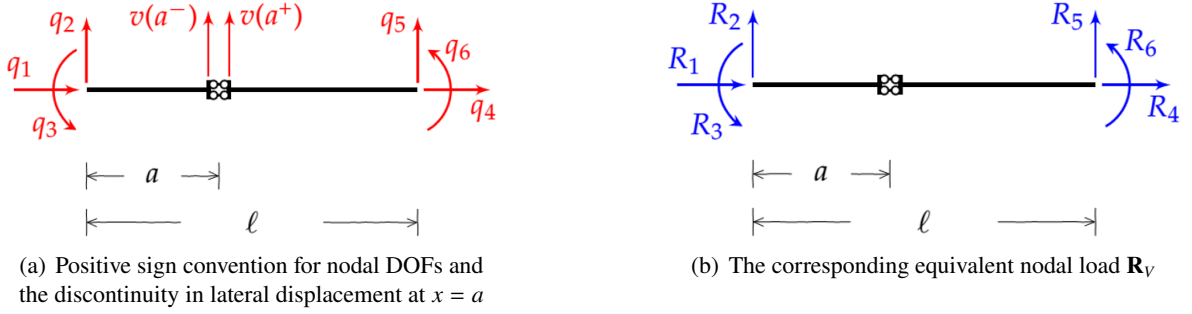 q₂ v(a⁻) v(a⁺) q₅
q₁ q₆
q₃ q₄
a
ℓ
(a) Positive sign convention for nodal DOFs and
the discontinuity in lateral displacement at x = a
R₂ R₅
R₁ R₆
R₃ R₄
a
ℓ
(b) The corresponding equivalent nodal load R_V